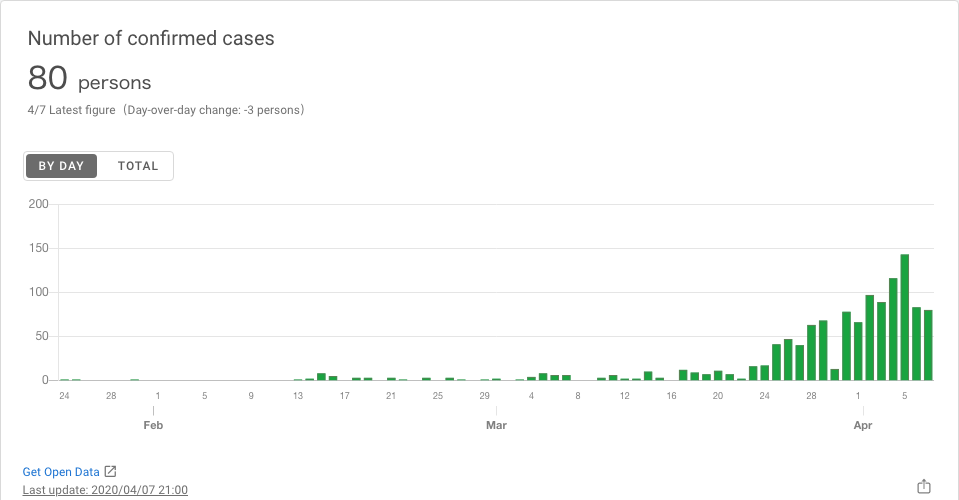 Number of confirmed cases
80 persons
4/7 Latest figure（Day-over-day change: -3 persons）
BY DAY TOTAL
200
150
100
50
0
24 28 1 5 9 13 17 21 25 29 4 8 12 16 20 24 28 1 5
Feb Mar Apr
Get Open Data
Last update: 2020/04/07 21:00